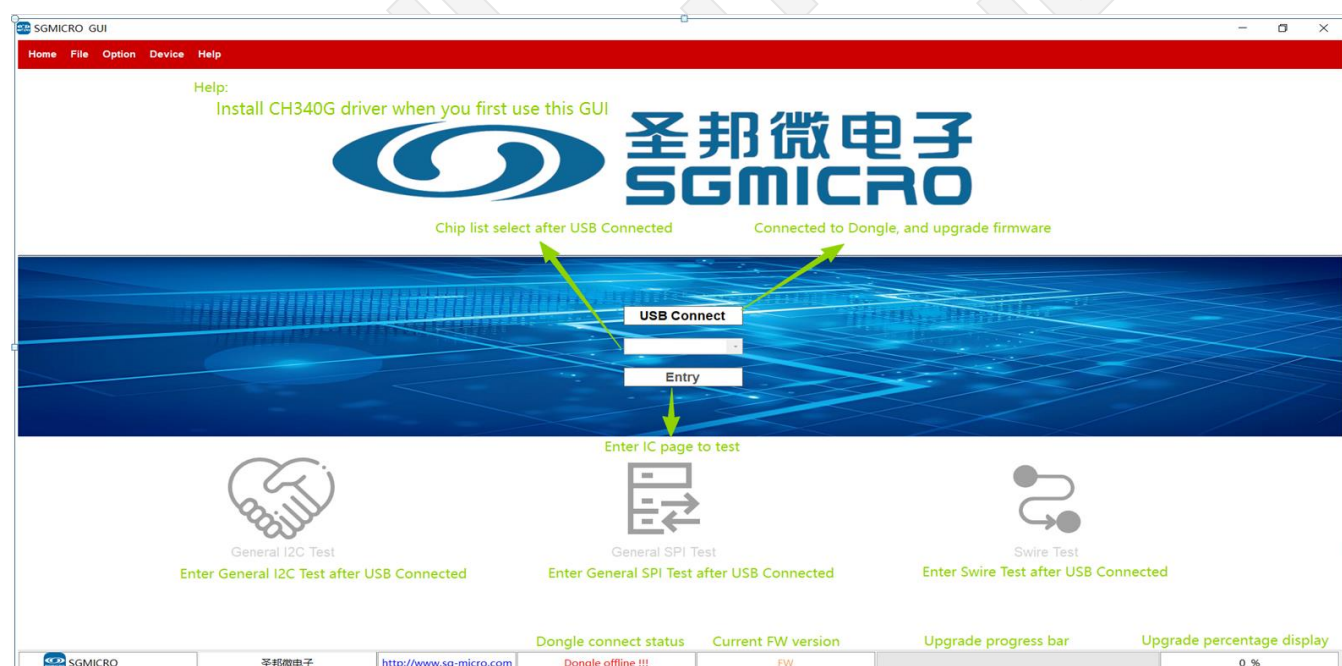 SGMICRO GUI
Home File Option Device Help
Help:
Install CH340G driver when you first use this GUI
圣邦微电子
SGMICRO
Chip list select after USB Connected
Connected to Dongle, and upgrade firmware
USB Connect
Entry
Enter IC page to test
General I2C Test
General SPI Test
Swire Test
Enter General I2C Test after USB Connected
Enter General SPI Test after USB Connected
Enter Swire Test after USB Connected
Dongle connect status
Current FW version
Upgrade progress bar
Upgrade percentage display
SGMICRO
圣邦微电子
http://www.sg-micro.com
Dongle offline !!!
FW
0 %